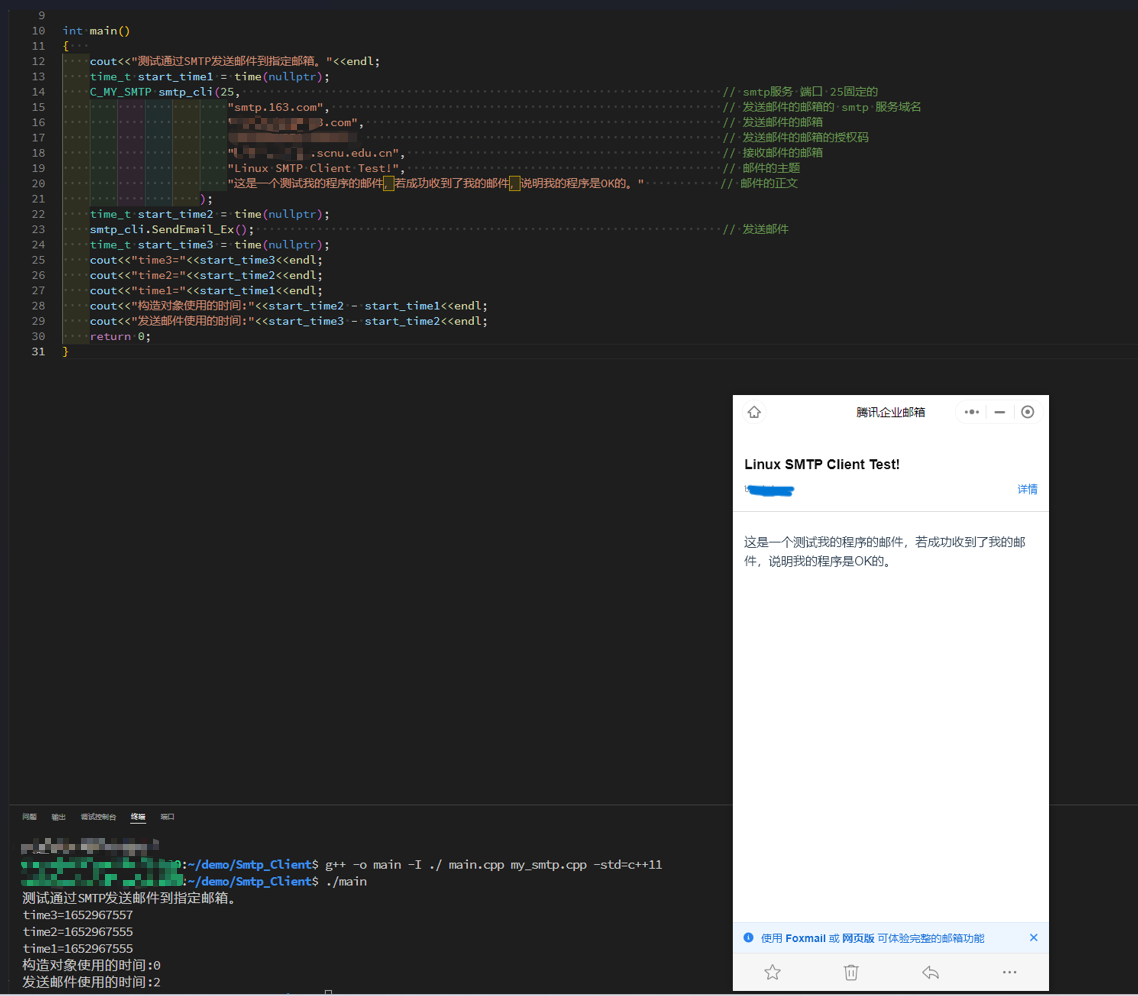 9
10 int main()
11 {
12 cout<<"测试通过SMTP发送邮件到指定邮箱。"<<endl;
13 time_t start_time1 = time(nullptr);
14 C_MY_SMTP smtp_cli(25, // smtp服务 端口 25固定的
15 "smtp.163.com", // 发送邮件的邮箱的 smtp 服务域名
16 .com", // 发送邮件的邮箱
17 // 发送邮件的邮箱的授权码
18 .scnu.edu.cn", // 接收邮件的邮箱
19 "Linux SMTP Client Test!", // 邮件的主题
20 "这是一个测试我的程序的邮件，若成功收到了我的邮件，说明我的程序是OK的。" // 邮件的正文
21 );
22 time_t start_time2 = time(nullptr);
23 smtp_cli.SendEmail_Ex(); // 发送邮件
24 time_t start_time3 = time(nullptr);
25 cout<<"time3="<<start_time3<<endl;
26 cout<<"time2="<<start_time2<<endl;
27 cout<<"time1="<<start_time1<<endl;
28 cout<<"构造对象使用的时间:"<<start_time2 - start_time1<<endl;
29 cout<<"发送邮件使用的时间:"<<start_time3 - start_time2<<endl;
30 return 0;
31 }
腾讯企业邮箱
Linux SMTP Client Test!
详情
这是一个测试我的程序的邮件，若成功收到了我的邮
件，说明我的程序是OK的。
使用 Foxmail 或 网页版 可体验完整的邮箱功能
问题 输出 调试控制台 终端 端口
:~/demo/Smtp_Client$ g++ -o main -I ./ main.cpp my_smtp.cpp -std=c++11
:~/demo/Smtp_Client$ ./main
测试通过SMTP发送邮件到指定邮箱。
time3=1652967557
time2=1652967555
time1=1652967555
构造对象使用的时间:0
发送邮件使用的时间:2